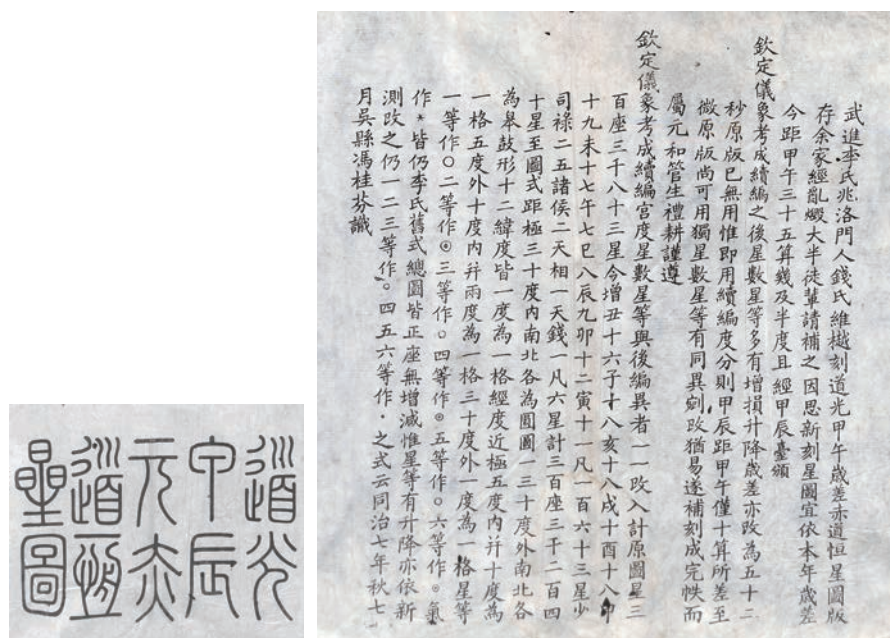 道光
甲辰
元赤
道恆
星圖
武進李氏兆洛門人錢氏維樾刻道光甲午歲差赤道恒星圖版
存余家經亂燬大半徒輩請補之因思新刻星圖宜依本年歲差
今距甲午三十五算幾及半度且經甲辰臺頒
欽定儀象考成續編之後星數星等多有增損升降歲差亦改為五十二
秒原版已無用惟即用續編度分則甲辰距甲午僅十算所差至
微原版尚可用獨星數星等有同異剜改猶易遂補刻成完帙而
屬元和管生禮耕謹遵
欽定儀象考成續編宮度星數星等與後編異者一一改入計原圖星三
百座三千八十三星今增丑十六子十八亥十八戌十酉十八申
十九未十七午七巳八辰九卯十二寅十一凡一百六十三星少
司祿二五諸侯二天相一天錢一凡六星計三百座三千二百四
十星至圖式距極三十度內南北各為圓圖一三十度外南北各
為皋鼓形十二緯度皆一度為一格經度近極五度內并十度為
一格五度外十度內并兩度為一格三十度外一度為一格星等
一等作○二等作◉三等作○四等作◎五等作○六等作。氣
作*皆仍李氏舊式總圖皆正座無增減惟星等有升降亦依新
測改之仍一二三等作。四五六等作・之式云同治七年秋七
月吳縣馮桂芬識